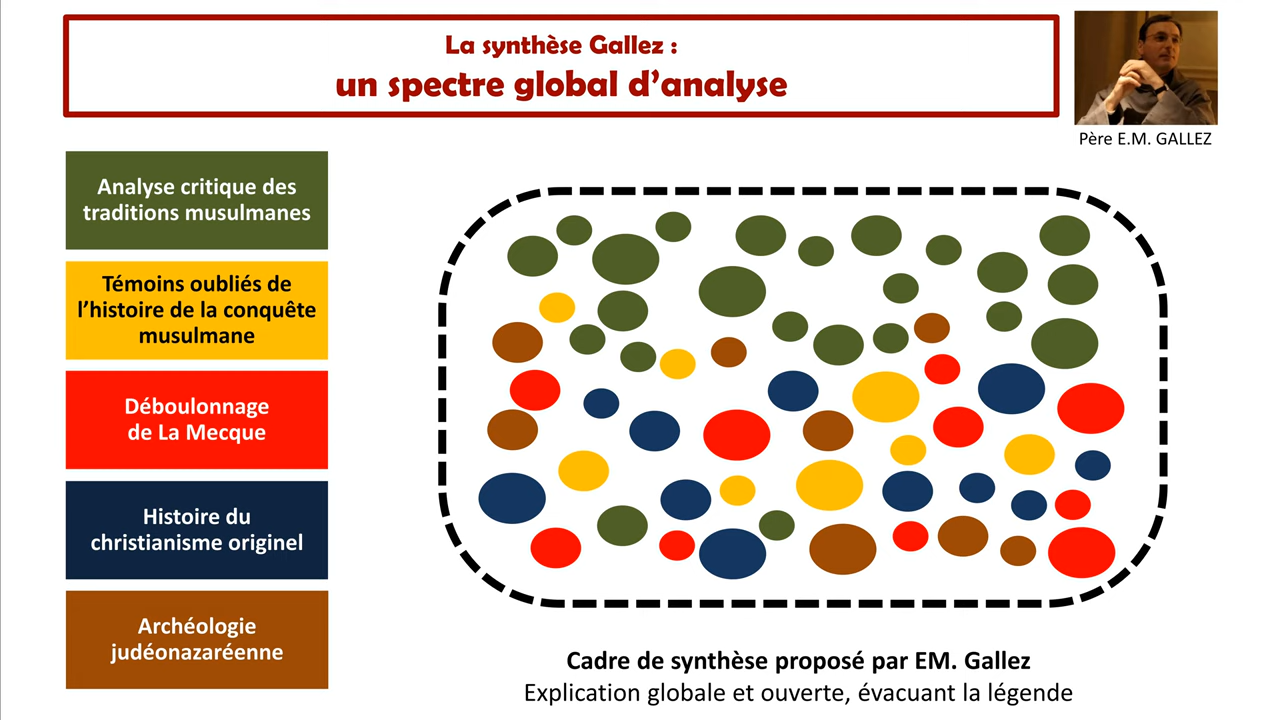 La synthèse Gallez :
un spectre global d’analyse
Père E.M. GALLEZ
Analyse critique des
traditions musulmanes
Témoins oubliés de
l’histoire de la conquête
musulmane
Déboulonnage
de La Mecque
Histoire du
christianisme originel
Archéologie
judéonazaréenne
Cadre de synthèse proposé par EM. Gallez
Explication globale et ouverte, évacuant la légende